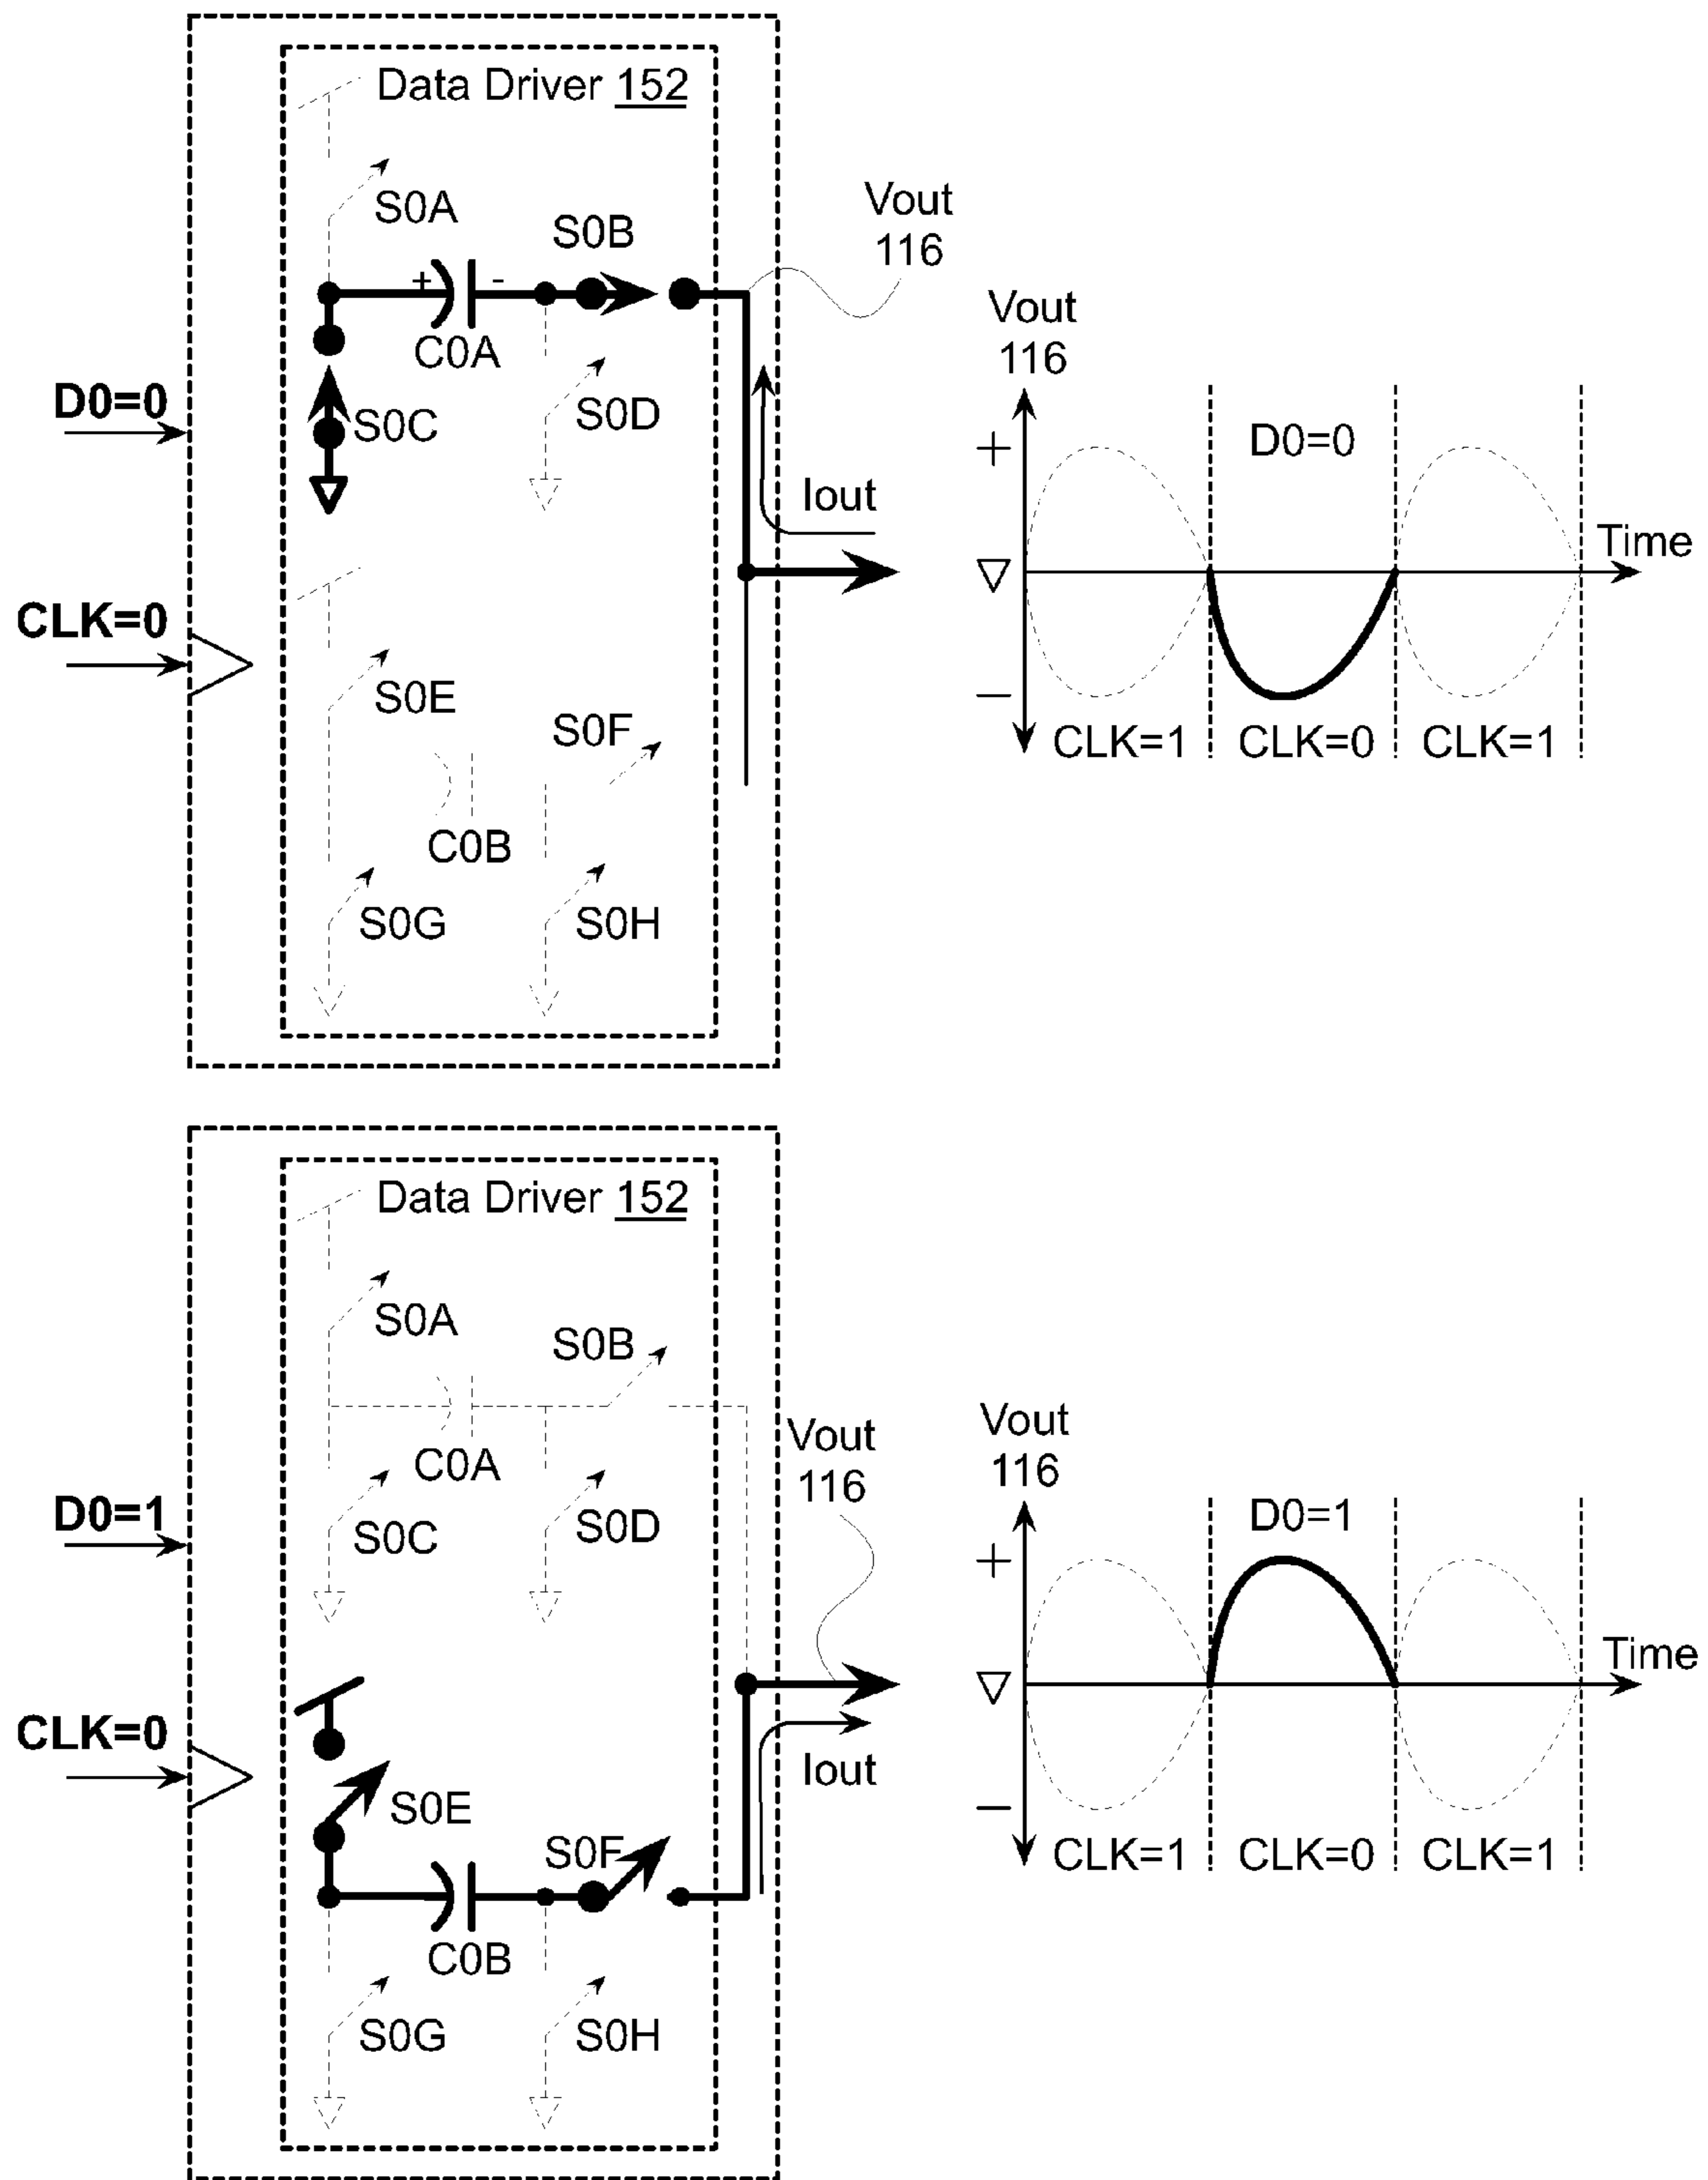 Data Driver 152
S0A
S0B
+ -
C0A
S0C
S0D
D0=0
CLK=0
S0E
S0F
C0B
S0G
S0H
Vout
116
Iout
Vout
116
+
D0=0
Time
−
CLK=1
CLK=0
CLK=1
Data Driver 152
S0A
S0B
C0A
S0C
S0D
D0=1
CLK=0
S0E
S0F
C0B
S0G
S0H
Vout
116
Iout
Vout
116
+
D0=1
Time
−
CLK=1
CLK=0
CLK=1